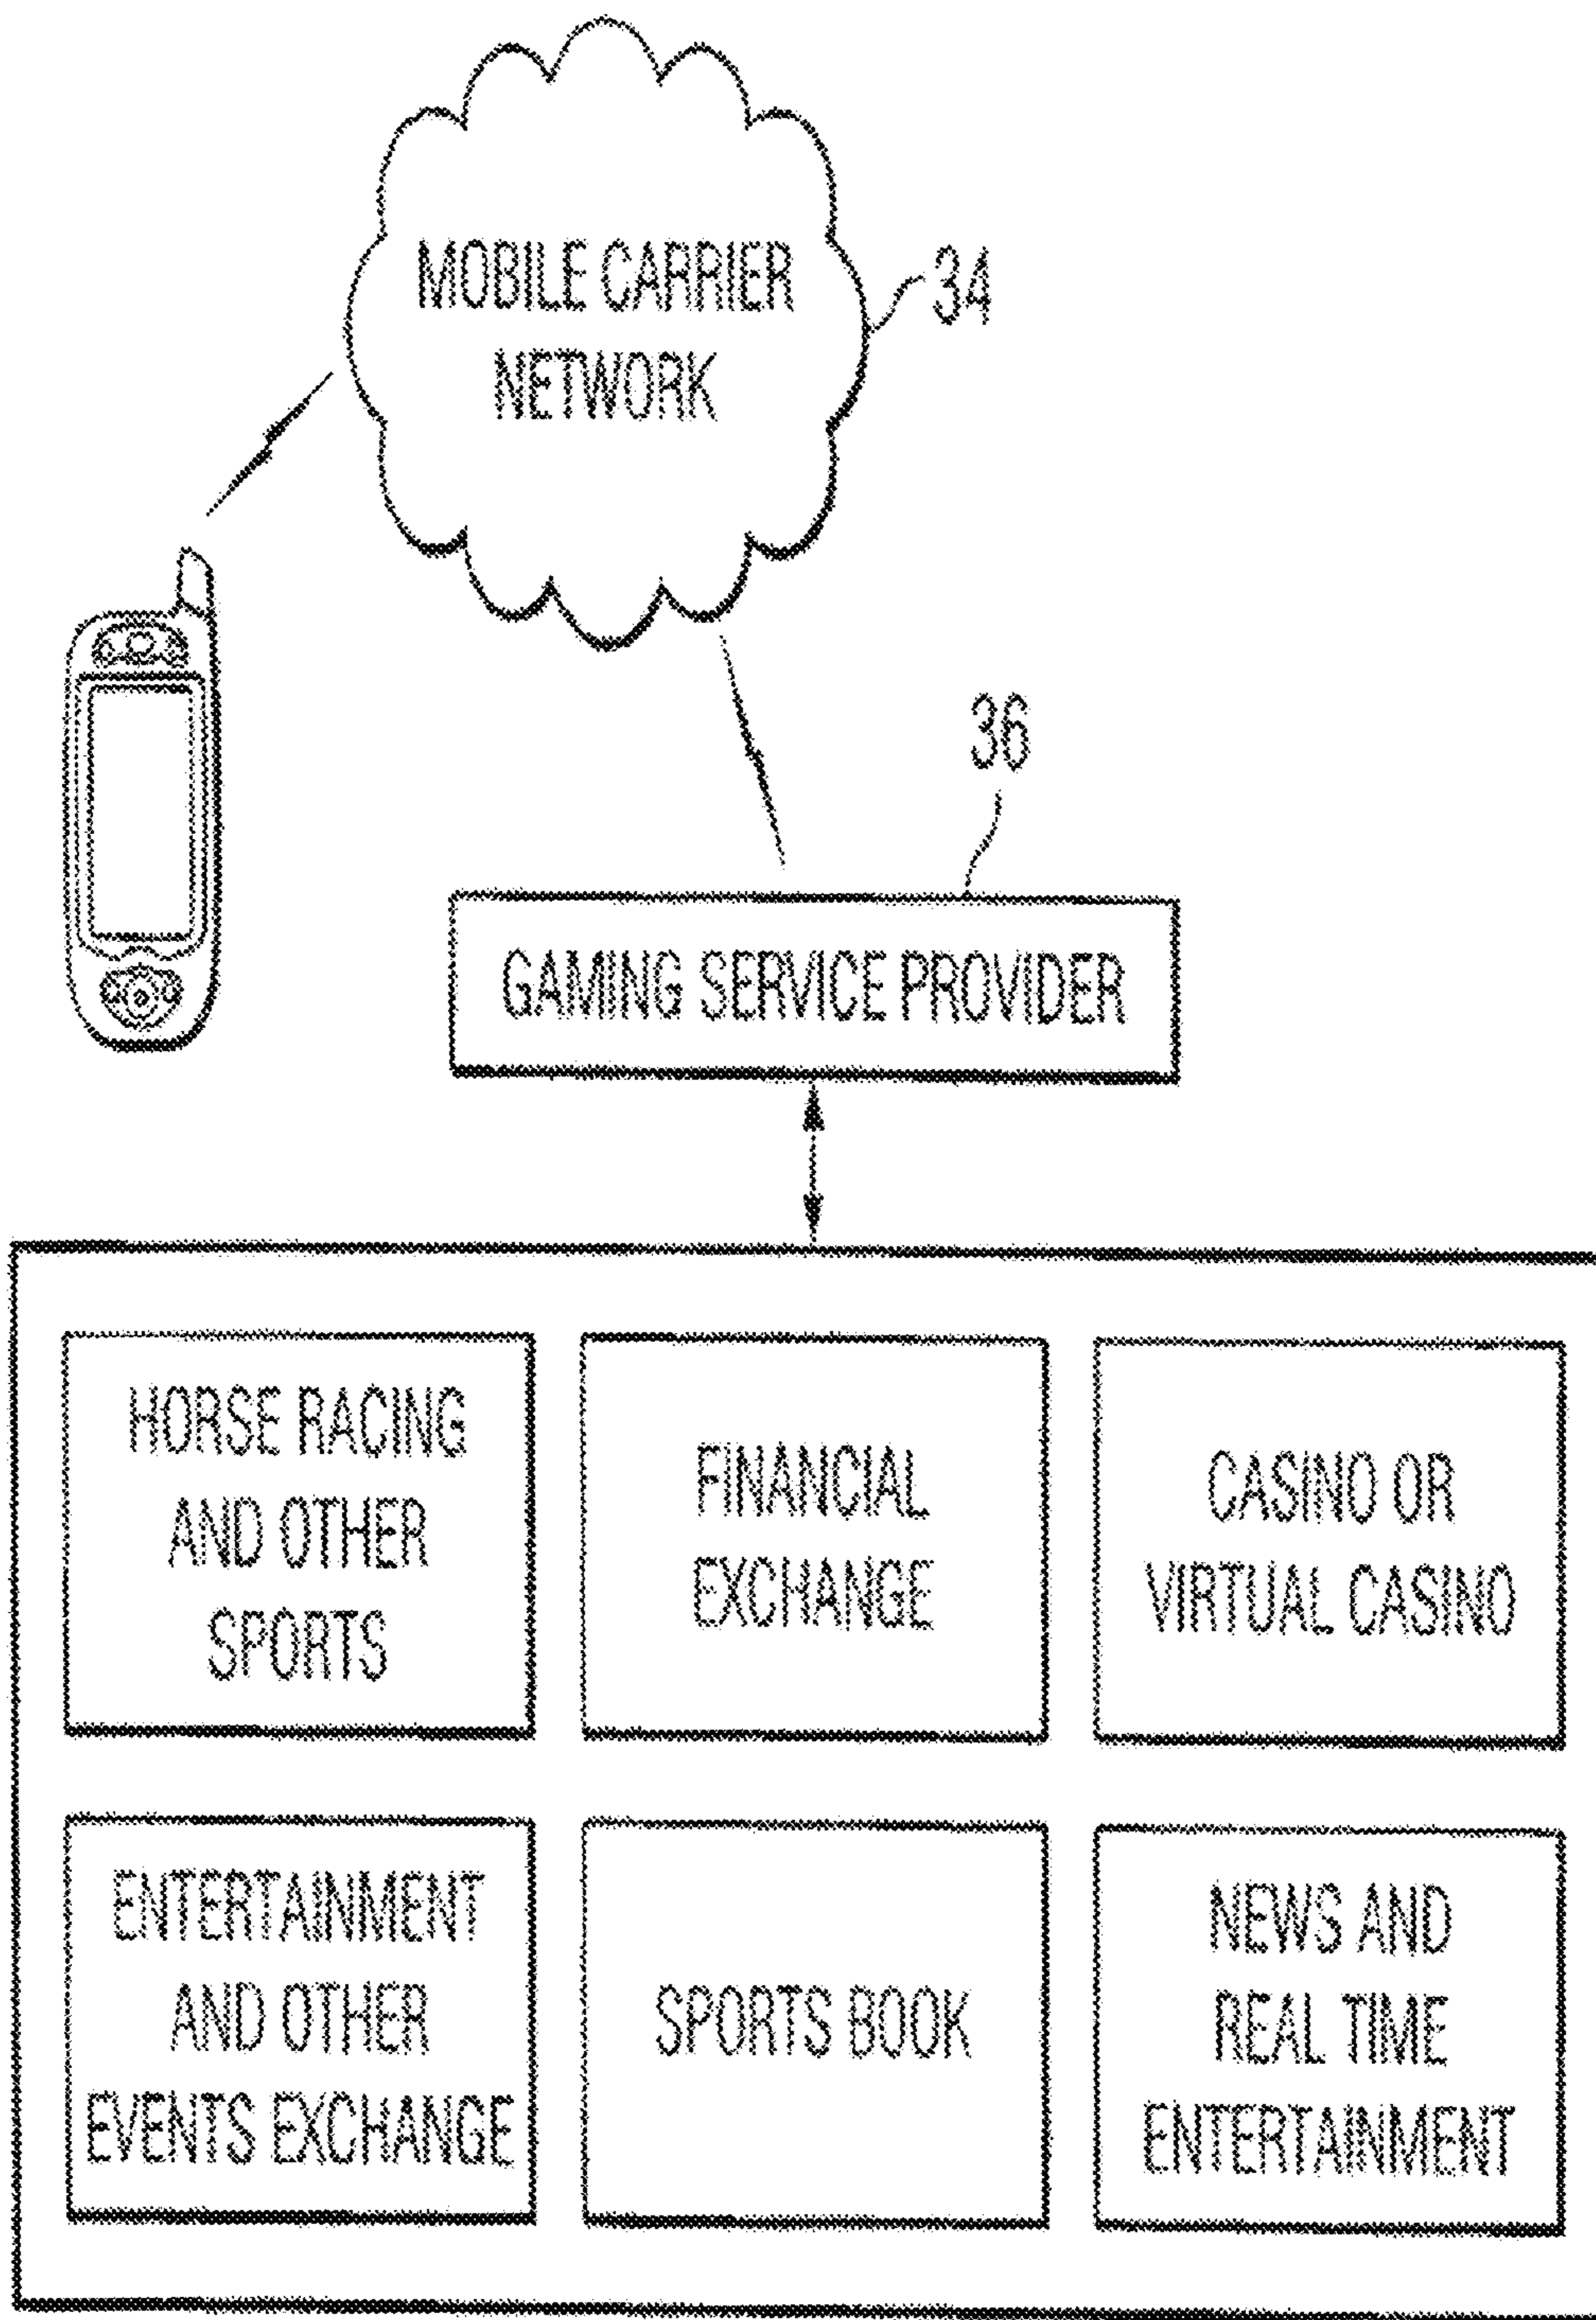 MOBILE CARRIER
NETWORK
34
36
GAMING SERVICE PROVIDER
HORSE RACING
AND OTHER
SPORTS
FINANCIAL
EXCHANGE
CASINO OR
VIRTUAL CASINO
ENTERTAINMENT
AND OTHER
EVENTS EXCHANGE
SPORTS BOOK
NEWS AND
REAL TIME
ENTERTAINMENT